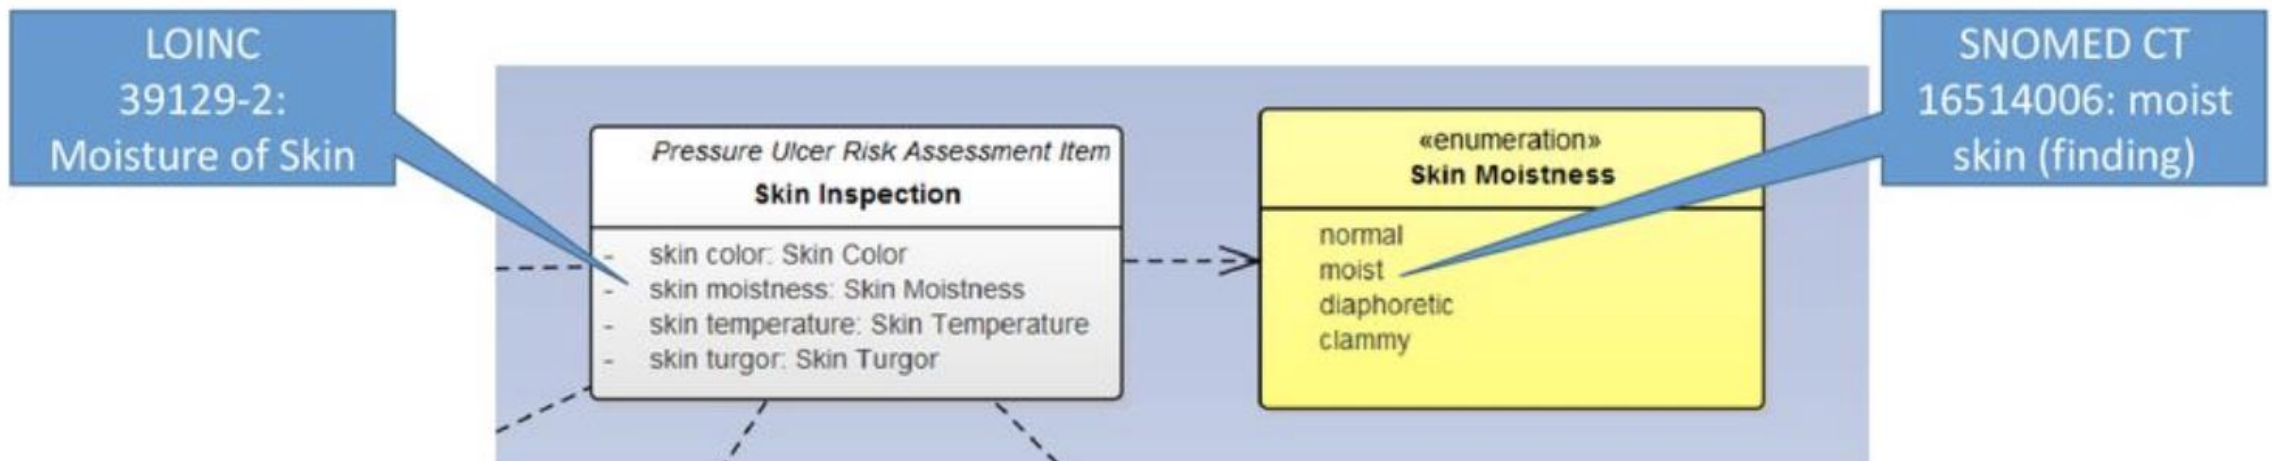 LOINC
39129-2:
Moisture of Skin
Pressure Ulcer Risk Assessment Item
Skin Inspection
- skin color: Skin Color
- skin moistness: Skin Moistness
- skin temperature: Skin Temperature
- skin turgor: Skin Turgor
«enumeration»
Skin Moistness
normal
moist
diaphoretic
clammy
SNOMED CT
16514006: moist
skin (finding)